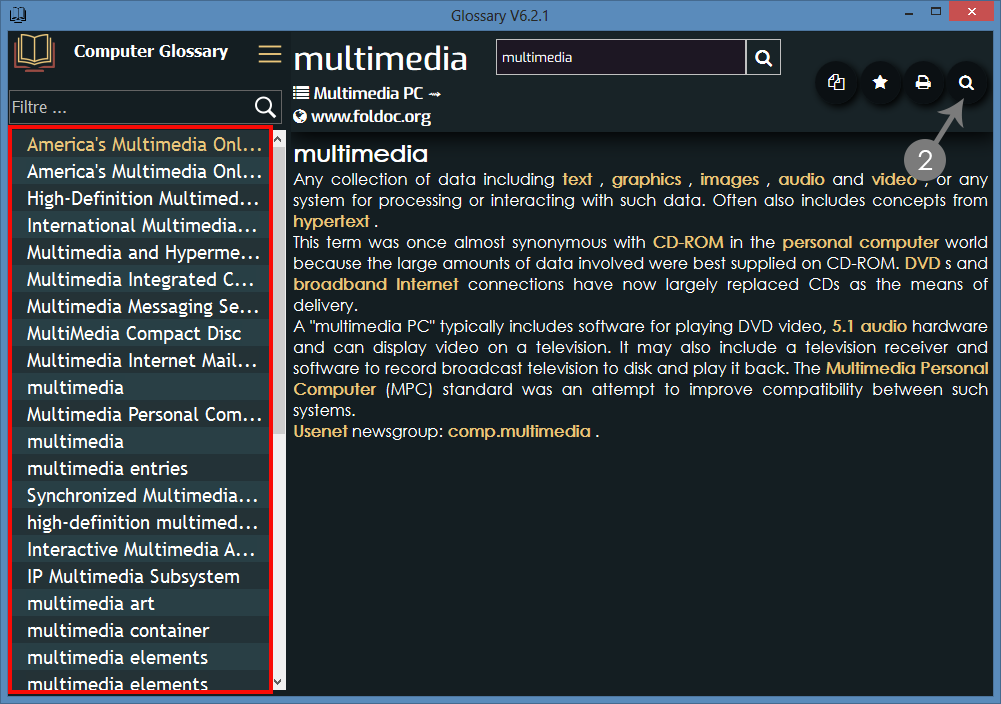 Glossary V6.2.1
Computer Glossary
Filtre ...
America's Multimedia Onl...
America's Multimedia Onl...
High-Definition Multimed...
International Multimedia...
Multimedia and Hyperme...
Multimedia Integrated C...
Multimedia Messaging Se...
MultiMedia Compact Disc
Multimedia Internet Mail...
multimedia
Multimedia Personal Com...
multimedia
multimedia entries
Synchronized Multimedia...
high-definition multimed...
Interactive Multimedia A...
IP Multimedia Subsystem
multimedia art
multimedia container
multimedia elements
multimedia elements
multimedia
multimedia
Multimedia PC →
www.foldoc.org
2
multimedia
Any collection of data including text , graphics , images , audio and video , or any
system for processing or interacting with such data. Often also includes concepts from
hypertext .
This term was once almost synonymous with CD-ROM in the personal computer world
because the large amounts of data involved were best supplied on CD-ROM. DVD s and
broadband Internet connections have now largely replaced CDs as the means of
delivery.
A "multimedia PC" typically includes software for playing DVD video, 5.1 audio hardware
and can display video on a television. It may also include a television receiver and
software to record broadcast television to disk and play it back. The Multimedia Personal
Computer (MPC) standard was an attempt to improve compatibility between such
systems.
Usenet newsgroup: comp.multimedia .